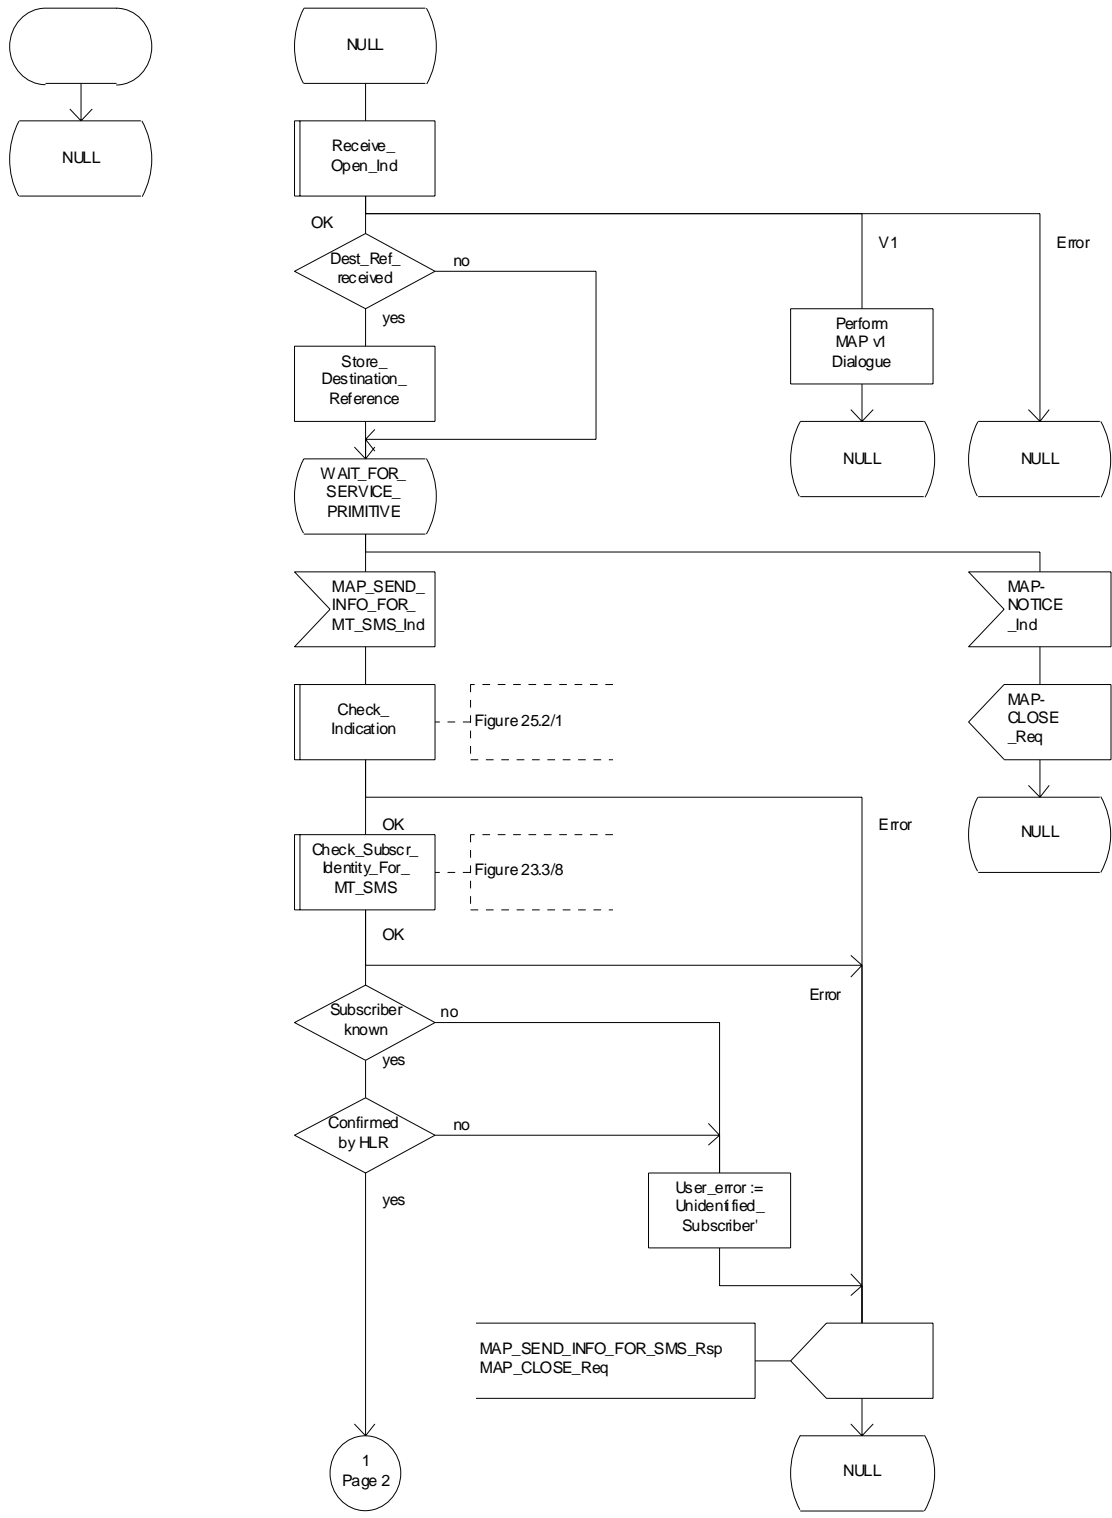 NULL
NULL
Receive_
Open_Ind
OK
V1
Error
Dest_Ref_
received
no
yes
Perform
MAP v1
Dialogue
Store_
Destination_
Reference
NULL
NULL
WAIT_FOR_
SERVICE_
PRIMITIVE
MAP_SEND_
INFO_FOR_
MT_SMS_Ind
MAP-
NOTICE
_Ind
Check_
Indication
Figure 25.2/1
MAP-
CLOSE
_Req
OK
Error
NULL
Check_Subscr_
Identity_For_
MT_SMS
Figure 23.3/8
OK
Error
Subscriber
known
no
yes
Confirmed
by HLR
no
yes
User_error :=
Unidentified_
Subscriber'
MAP_SEND_INFO_FOR_SMS_Rsp
MAP_CLOSE_Req
1
Page 2
NULL